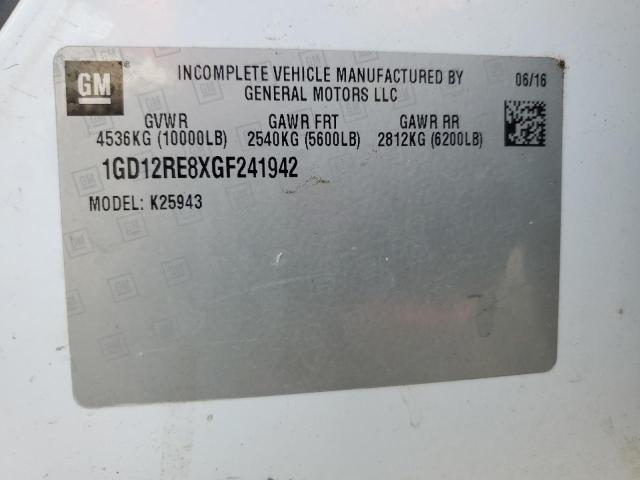 GM
INCOMPLETE VEHICLE MANUFACTURED BY
GENERAL MOTORS LLC
06/16
GVWR GAWR FRT GAWR RR
4536KG (10000LB) 2540KG (5600LB) 2812KG (6200LB)
1GD12RE8XGF241942
MODEL: K25943